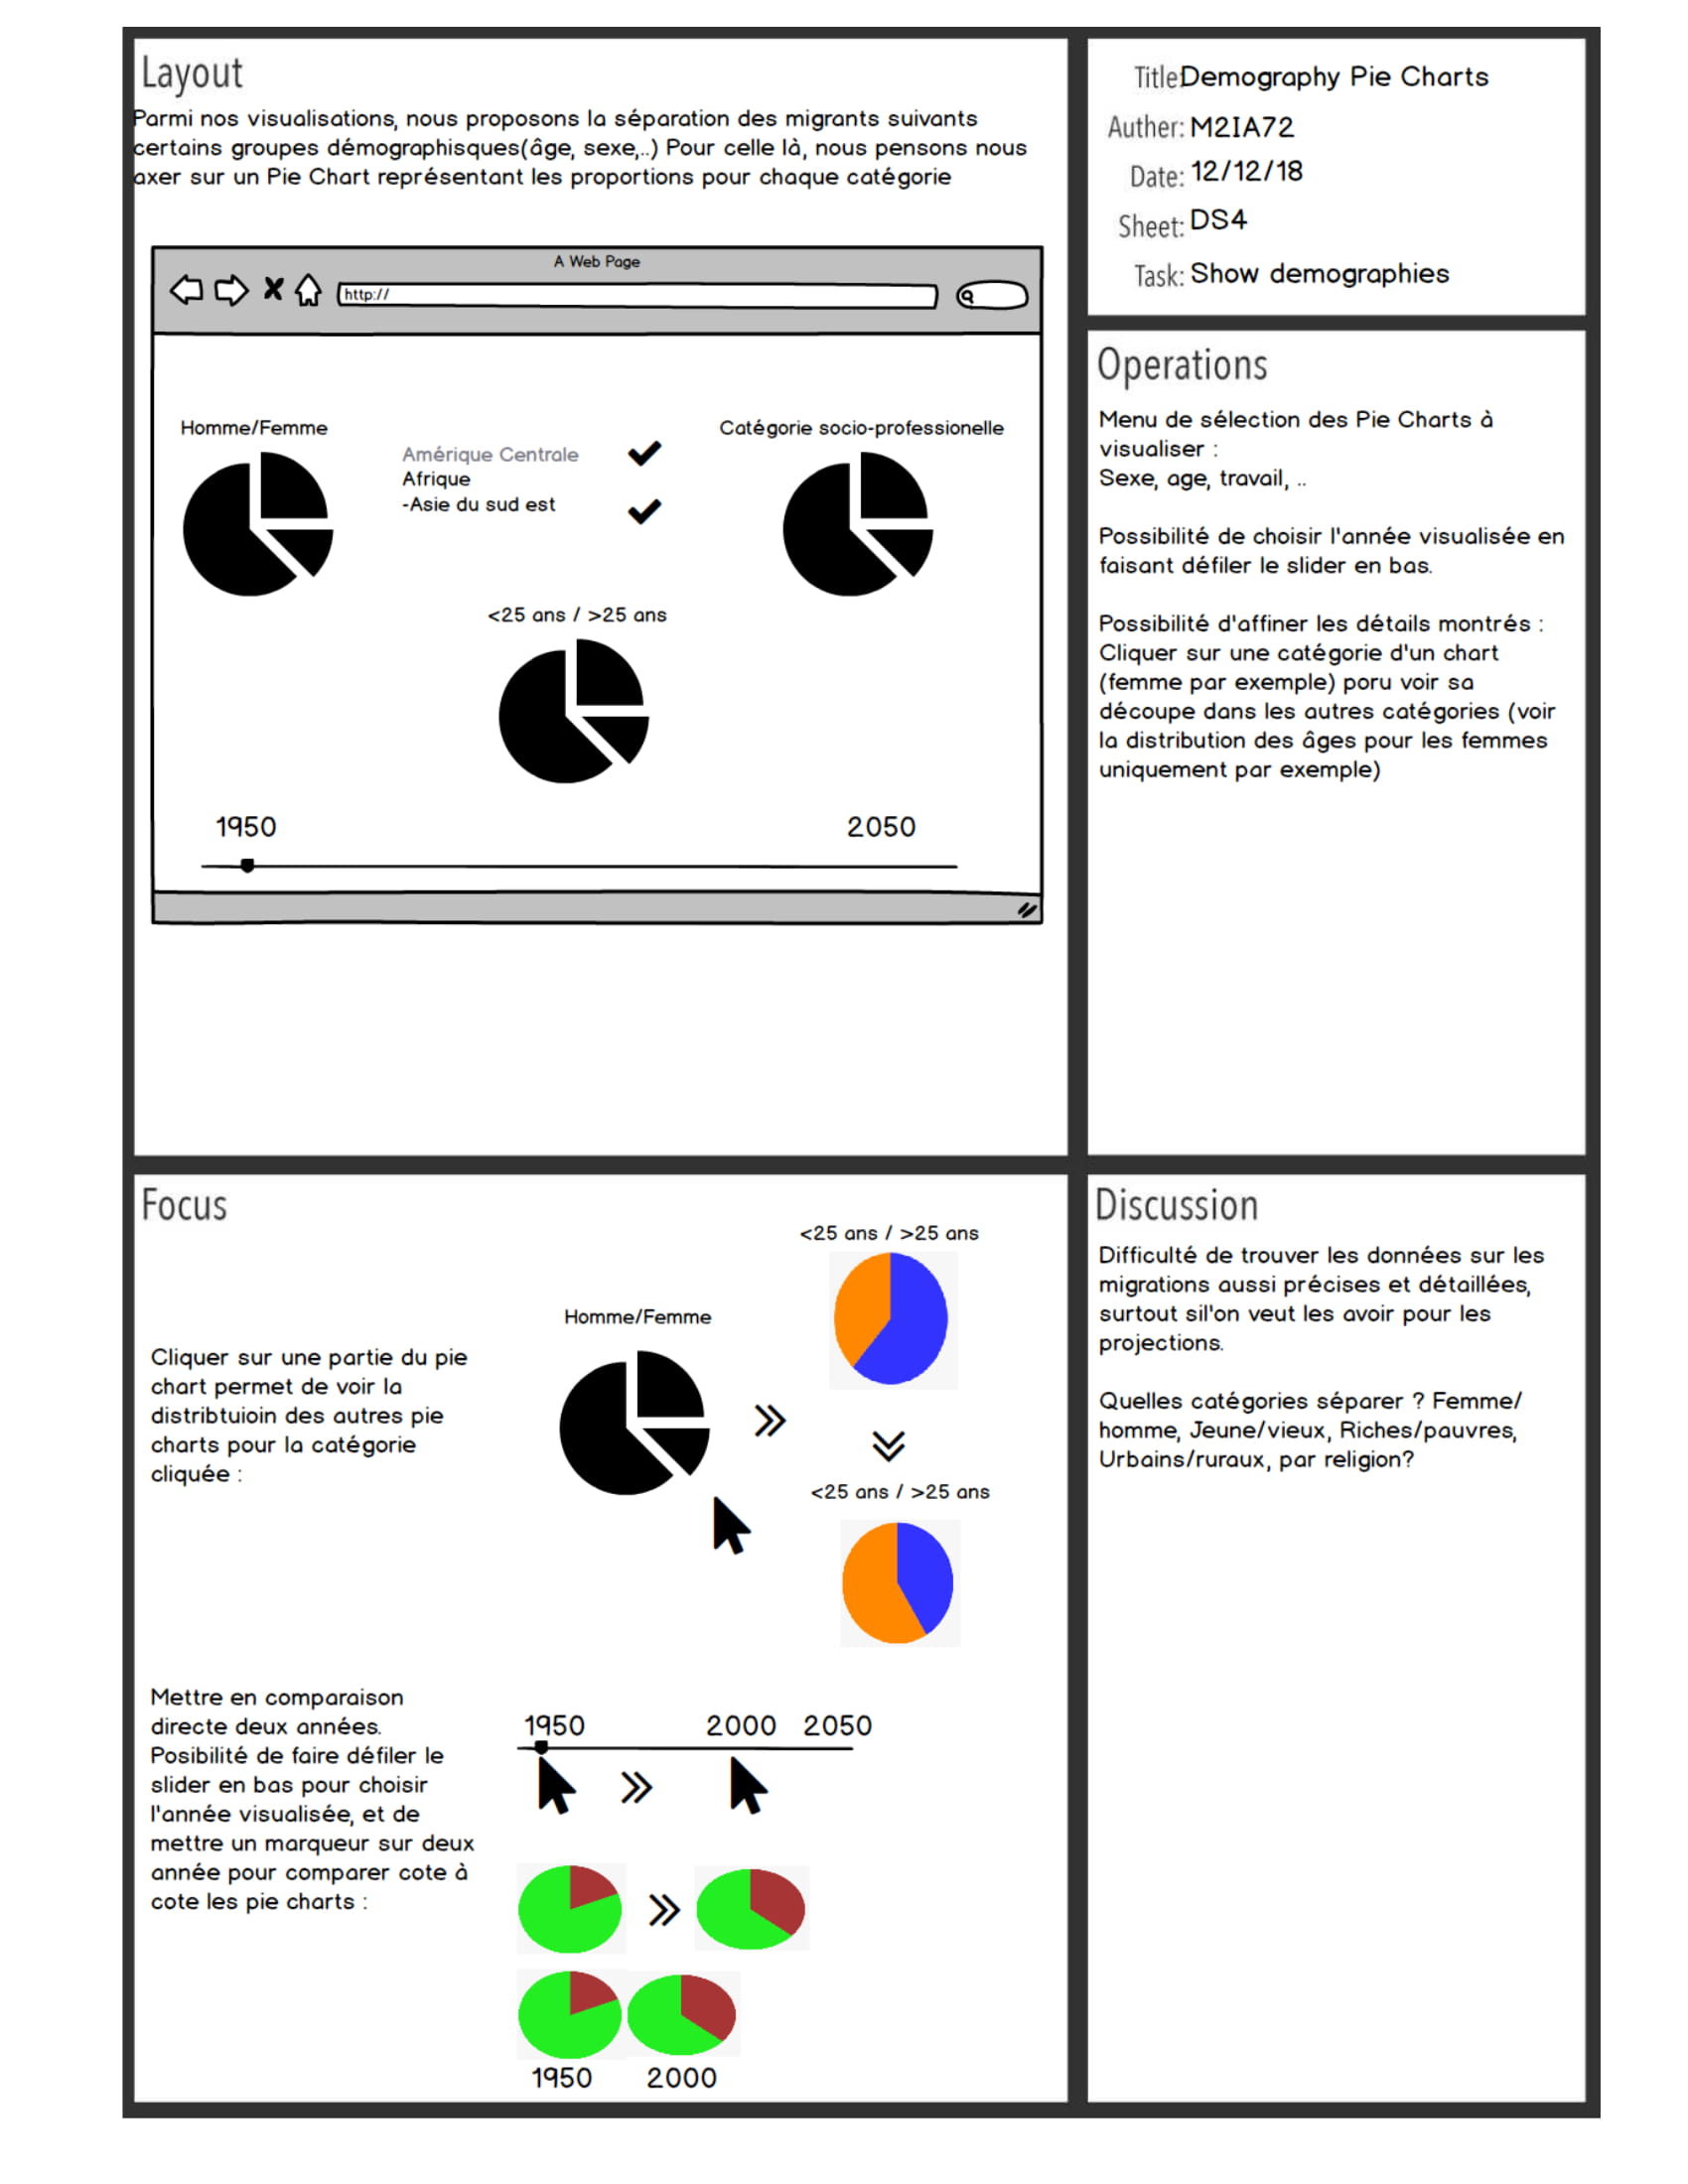 Layout
Parmi nos visualisations, nous proposons la séparation des migrants suivants
certains groupes démographisques(âge, sexe,..) Pour celle là, nous pensons nous
axer sur un Pie Chart représentant les proportions pour chaque catégorie
A Web Page
http://
Homme/Femme
Amérique Centrale
Afrique
-Asie du sud est
Catégorie socio-professionelle
<25 ans / >25 ans
1950 2050
Title:Demography Pie Charts
Auther: M2IA72
Date: 12/12/18
Sheet: DS4
Task: Show demographies
Operations
Menu de sélection des Pie Charts à
visualiser :
Sexe, age, travail, ..
Possibilité de choisir l'année visualisée en
faisant défiler le slider en bas.
Possibilité d'affiner les détails montrés :
Cliquer sur une catégorie d'un chart
(femme par exemple) poru voir sa
découpe dans les autres catégories (voir
la distribution des âges pour les femmes
uniquement par exemple)
Focus
Cliquer sur une partie du pie
chart permet de voir la
distribtuioin des autres pie
charts pour la catégorie
cliquée :
Homme/Femme
<25 ans / >25 ans
<25 ans / >25 ans
Mettre en comparaison
directe deux années.
Posibilité de faire défiler le
slider en bas pour choisir
l'année visualisée, et de
mettre un marqueur sur deux
année pour comparer cote à
cote les pie charts :
1950 2000 2050
1950 2000
Discussion
Difficulté de trouver les données sur les
migrations aussi précises et détaillées,
surtout sil'on veut les avoir pour les
projections.
Quelles catégories séparer ? Femme/
homme, Jeune/vieux, Riches/pauvres,
Urbains/ruraux, par religion?